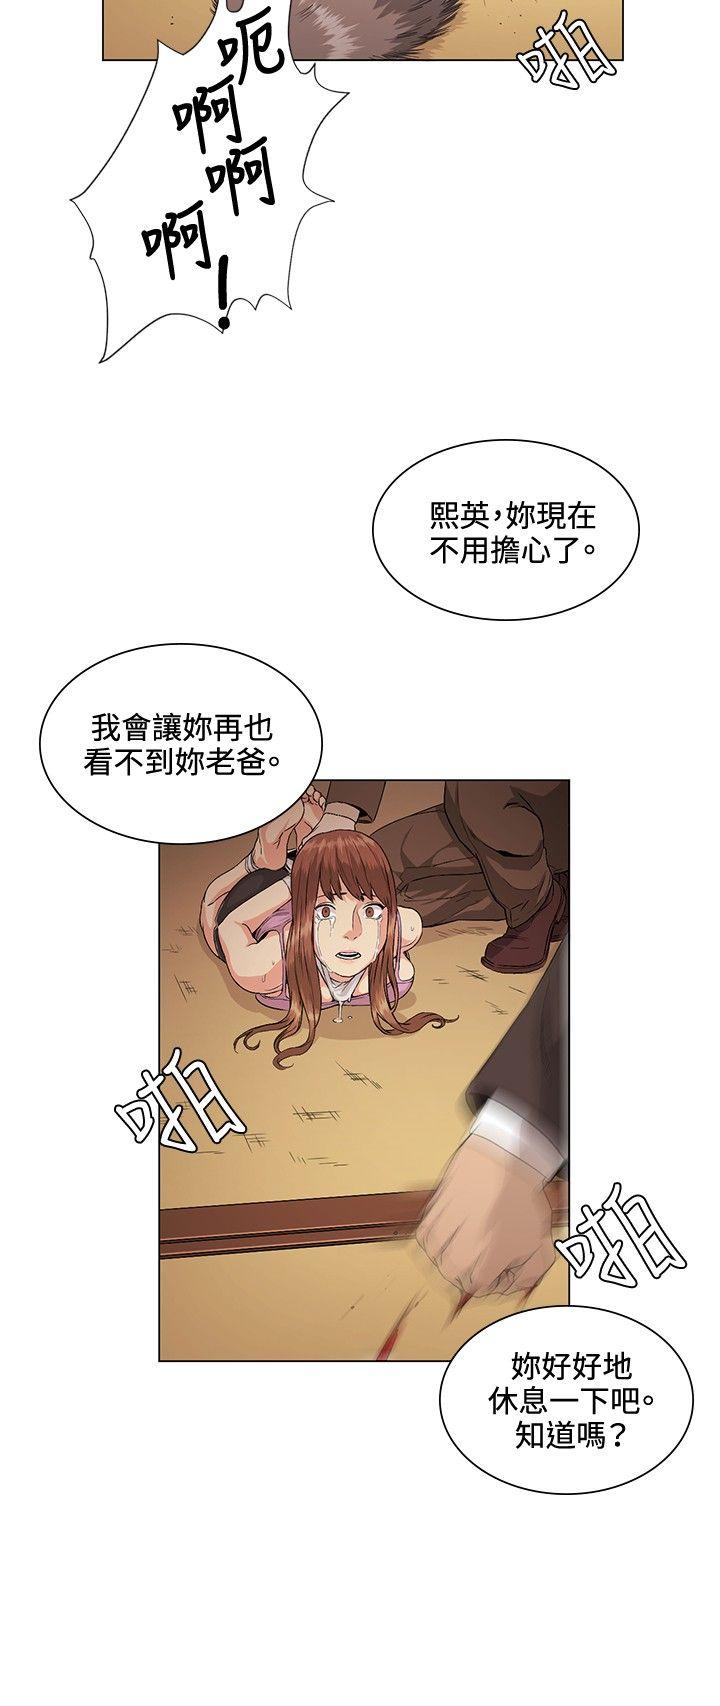 啪
呃
啊
啊
啊！
熙英，妳現在
不用擔心了。
我會讓妳再也
看不到妳老爸。
啪
啪
妳好好地
休息一下吧。
知道嗎？